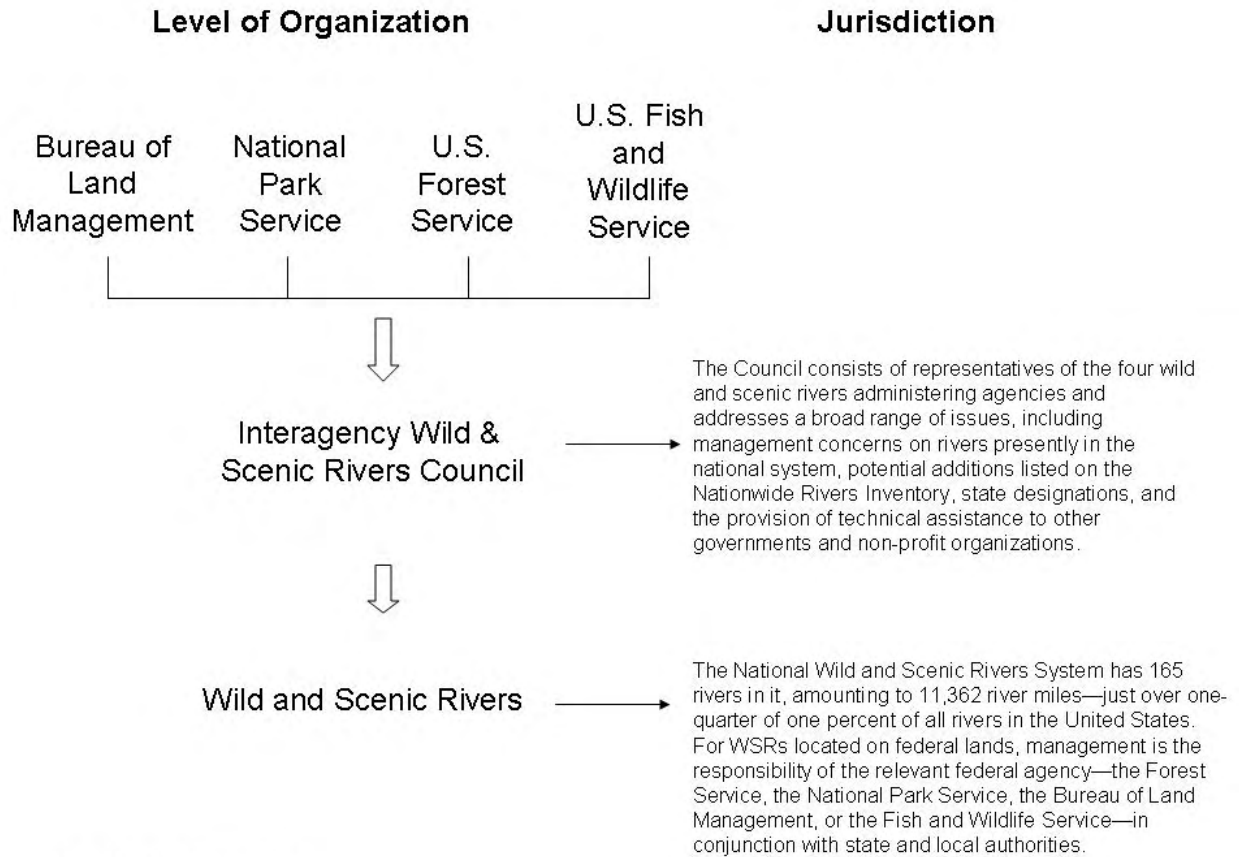 Level of Organization
Jurisdiction
Bureau of
Land
Management
National
Park
Service
U.S.
Forest
Service
U.S. Fish
and
Wildlife
Service
Interagency Wild &
Scenic Rivers Council
The Council consists of representatives of the four wild
and scenic rivers administering agencies and
addresses a broad range of issues, including
management concerns on rivers presently in the
national system, potential additions listed on the
Nationwide Rivers Inventory, state designations, and
the provision of technical assistance to other
governments and non-profit organizations.
Wild and Scenic Rivers
The National Wild and Scenic Rivers System has 165
rivers in it, amounting to 11,362 river miles—just over one-
quarter of one percent of all rivers in the United States.
For WSRs located on federal lands, management is the
responsibility of the relevant federal agency—the Forest
Service, the National Park Service, the Bureau of Land
Management, or the Fish and Wildlife Service—in
conjunction with state and local authorities.